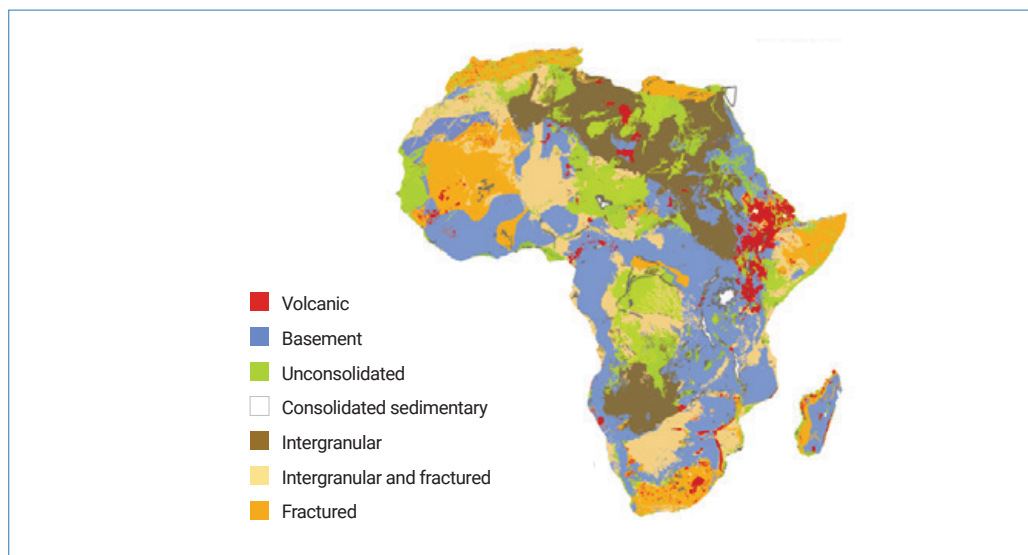 Volcanic
Basement
Unconsolidated
Consolidated sedimentary
Intergranular
Intergranular and fractured
Fractured